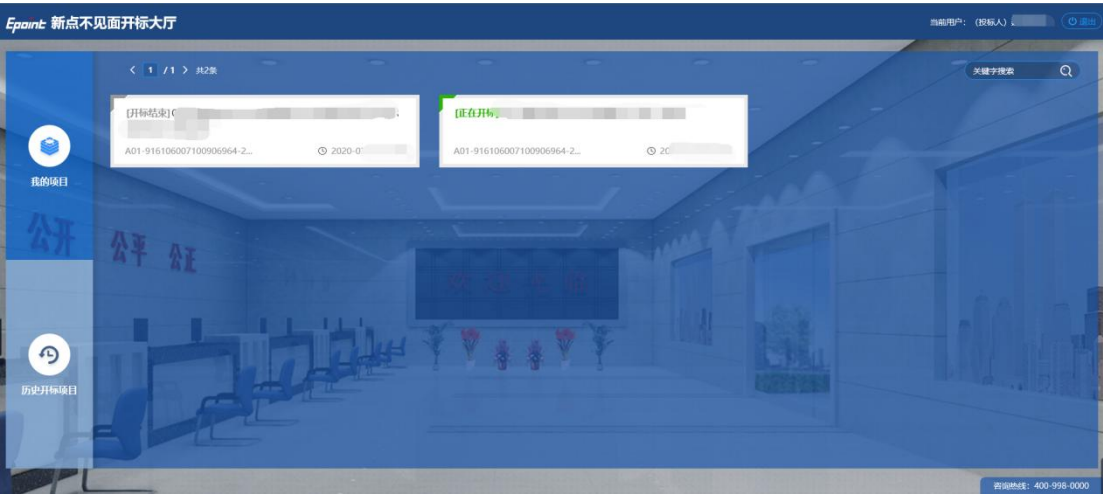 Epoint 新点不见面开标大厅
当前用户： （投标人）
退出
1 / 1 共2条
关键字搜索
[开标结束]
A01-916106007100906964-2... 2020-0
[正在开标]
A01-916106007100906964-2... 20
我的项目
公开 公平 公正
历史开标项目
咨询热线：400-998-0000